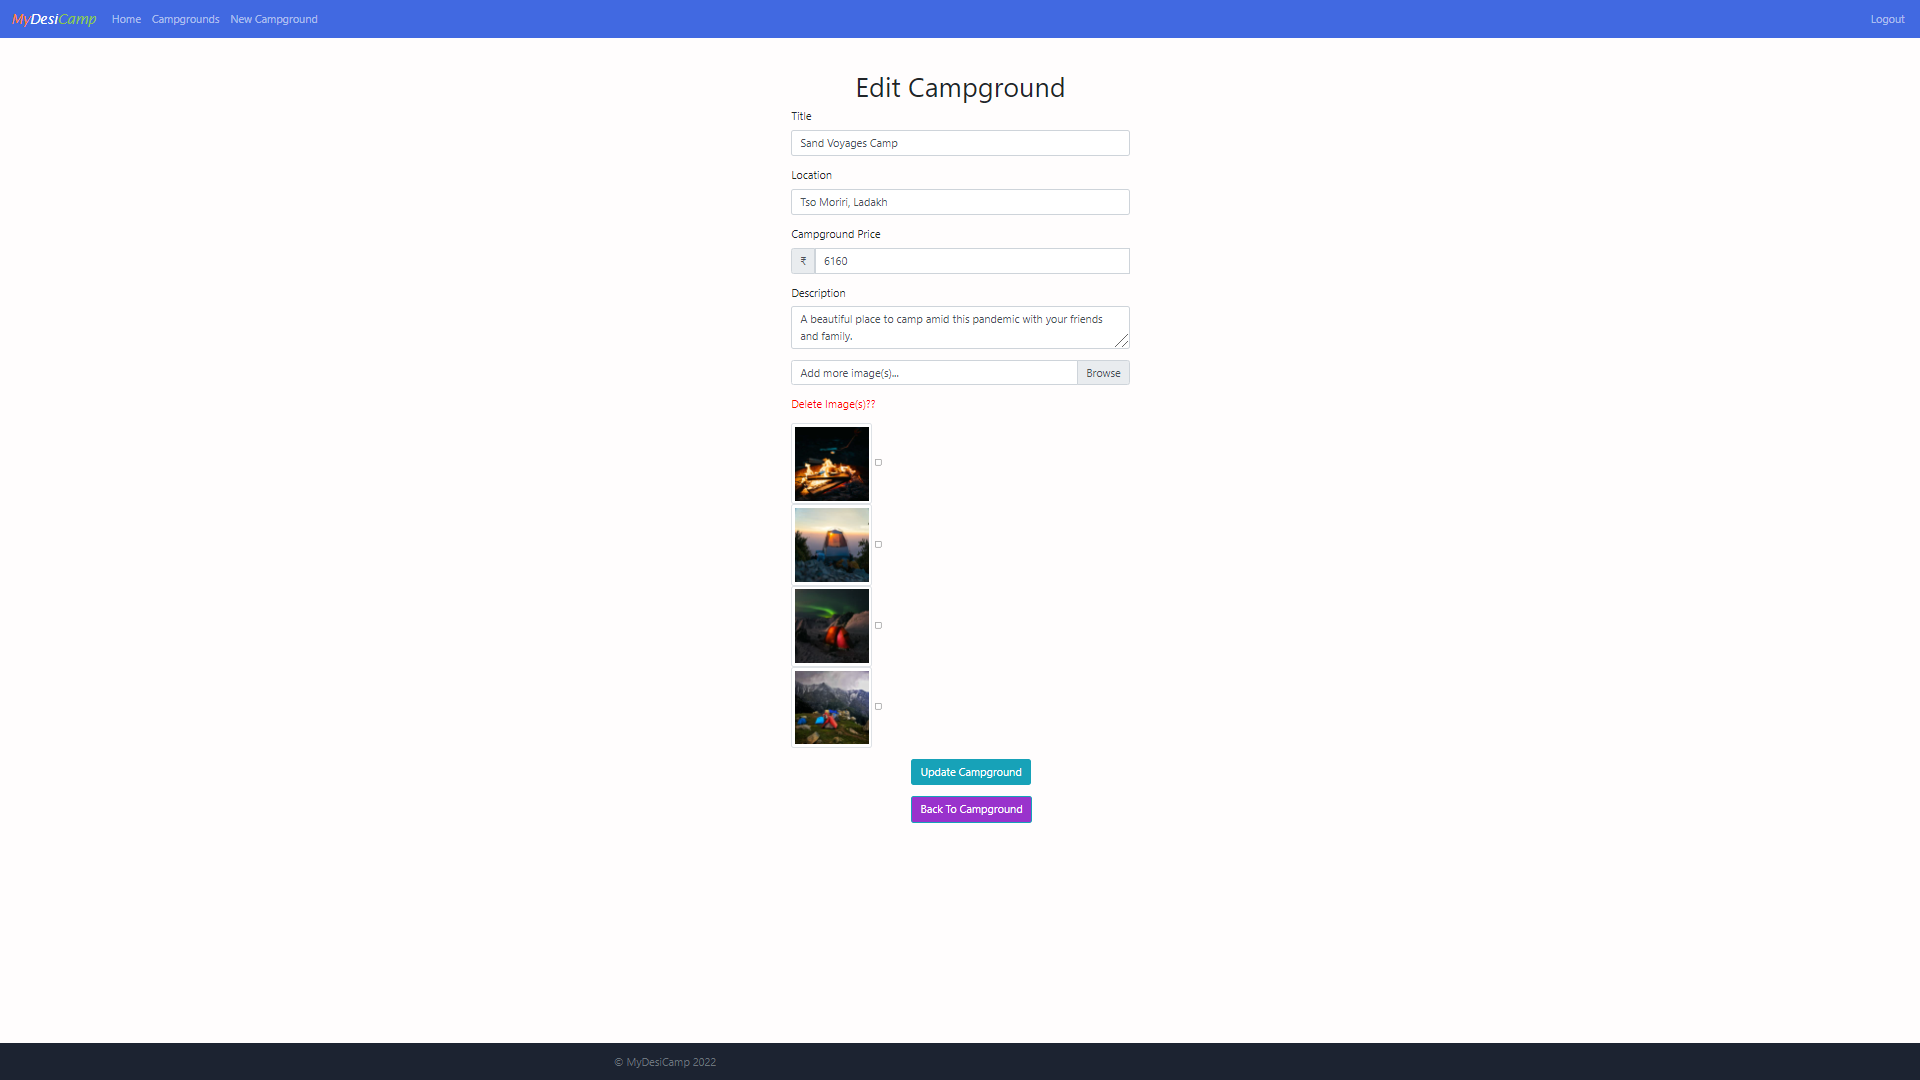 MyDesiCamp Home Campgrounds New Campground Logout
Edit Campground
Title
Sand Voyages Camp
Location
Tso Moriri, Ladakh
Campground Price
₹ 6160
Description
A beautiful place to camp amid this pandemic with your friends
and family.
Add more image(s)... Browse
Delete Image(s)??
Update Campground
Back To Campground
© MyDesiCamp 2022